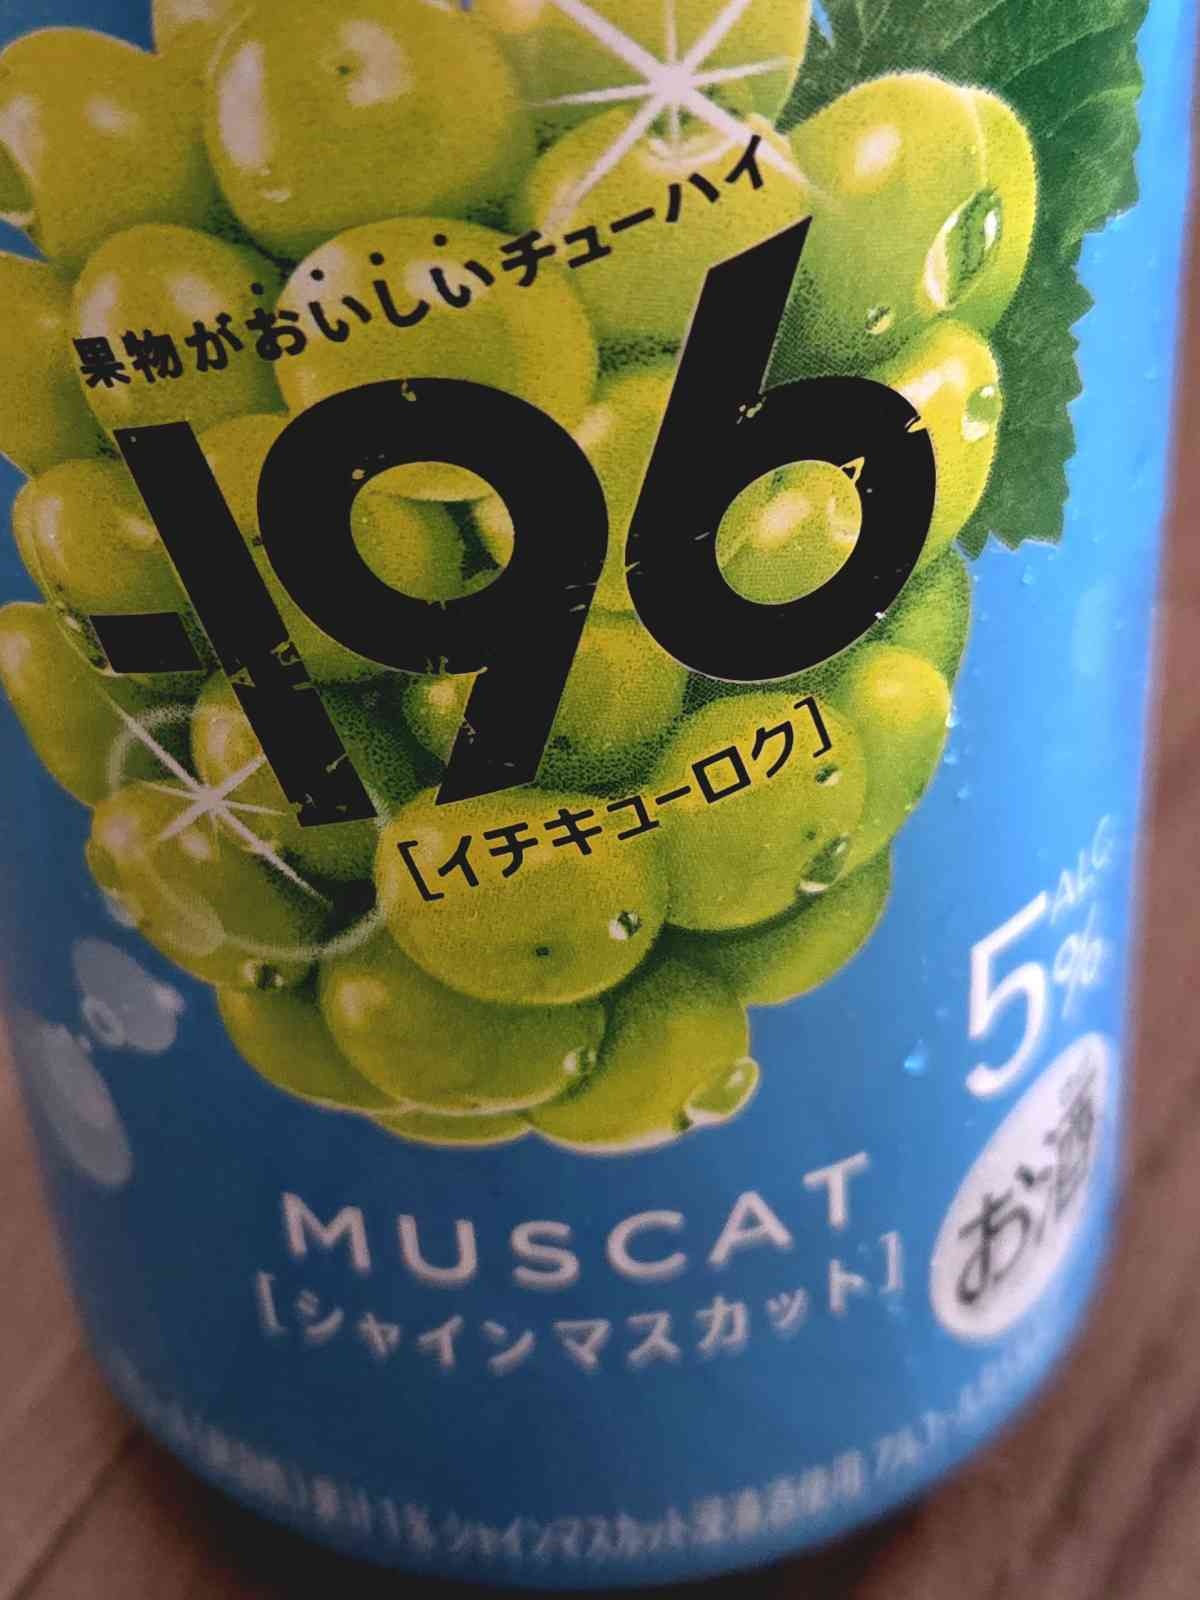 果物がおいしいチューハイ
-196
[イチキューロク]
ALC.
5%
お酒
MUSCAT
[シャインマスカット]
果汁1% シャインマスカット浸漬酒使用